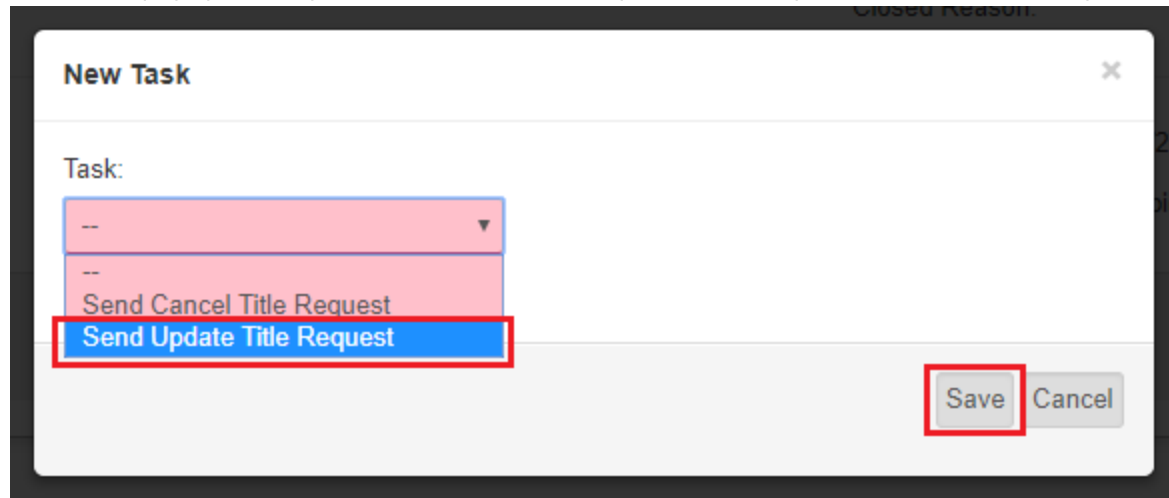 Closed Reason:
New Task
×
Task:
--
--
Send Cancel Title Request
Send Update Title Request
Save Cancel